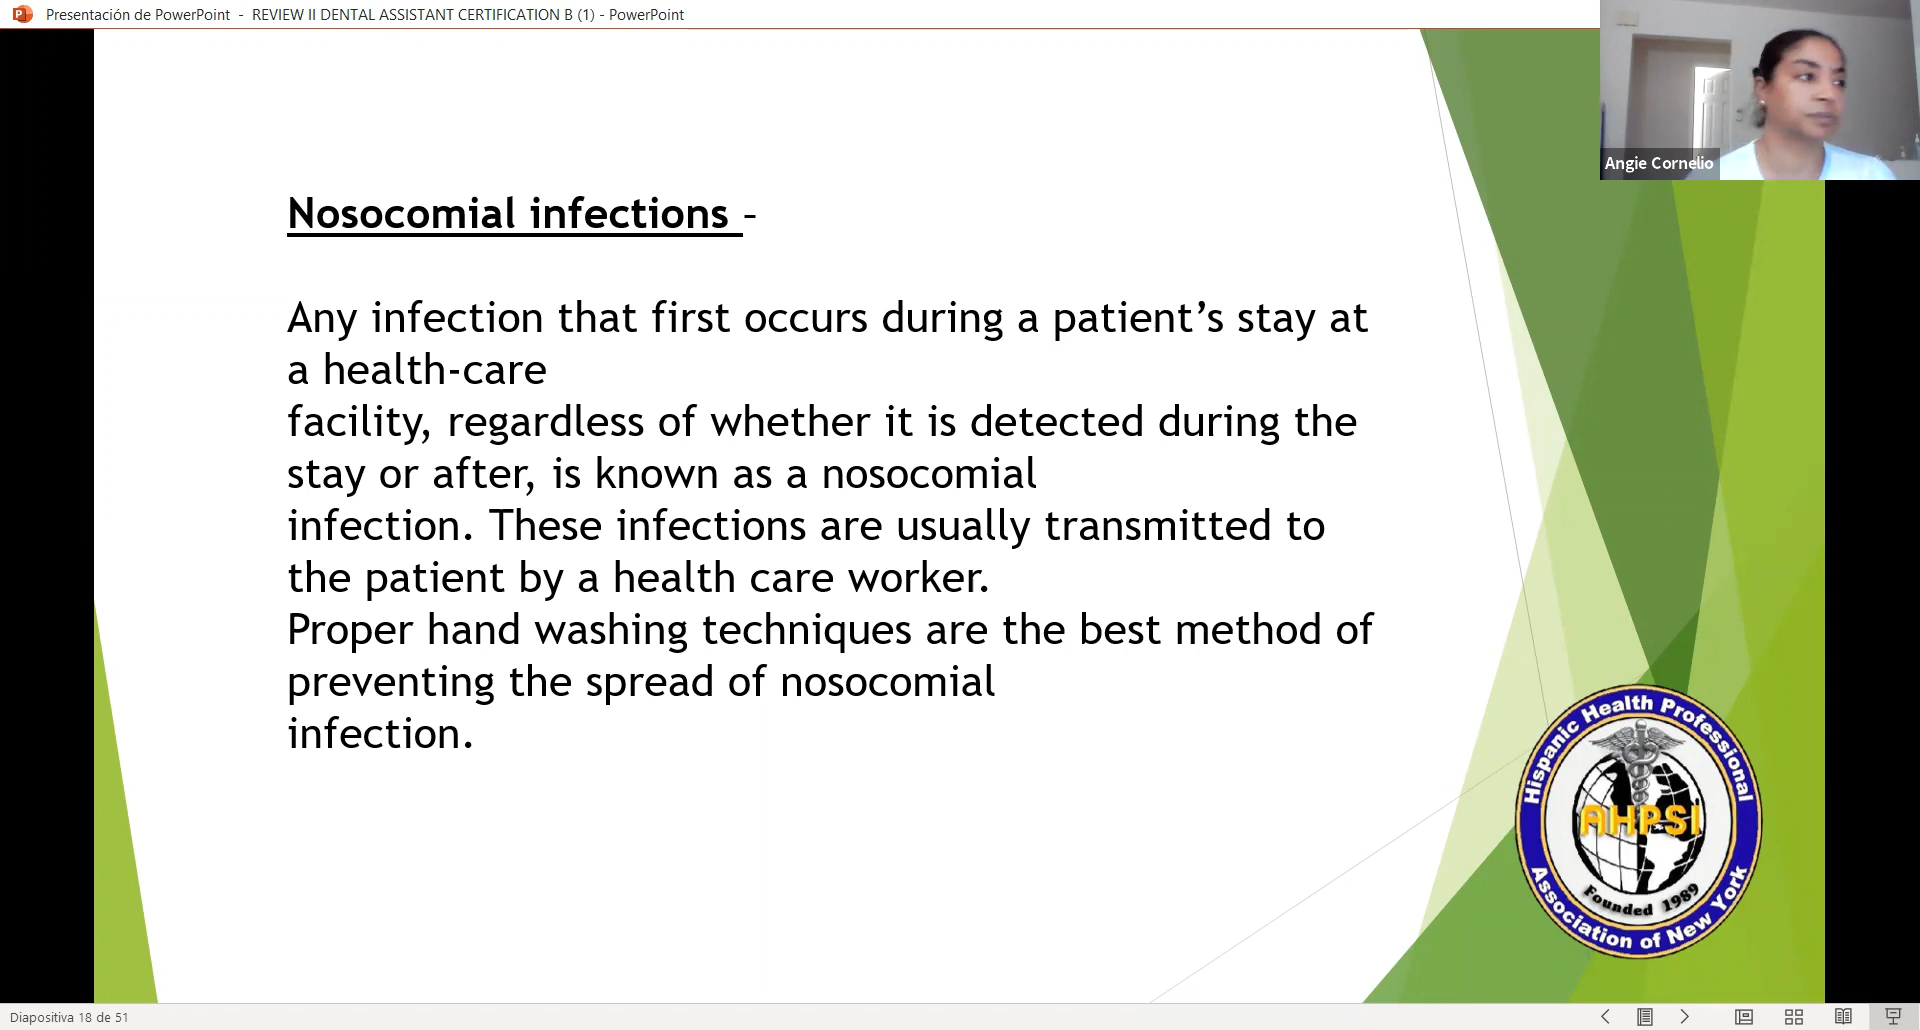 Presentación de PowerPoint - REVIEW II DENTAL ASSISTANT CERTIFICATION B (1) - PowerPoint
Angie Cornelio
Nosocomial infections –
Any infection that first occurs during a patient’s stay at
a health-care
facility, regardless of whether it is detected during the
stay or after, is known as a nosocomial
infection. These infections are usually transmitted to
the patient by a health care worker.
Proper hand washing techniques are the best method of
preventing the spread of nosocomial
infection.
Hispanic Health Professional
AHPSI
Founded 1989
Association of New York
Diapositiva 18 de 51